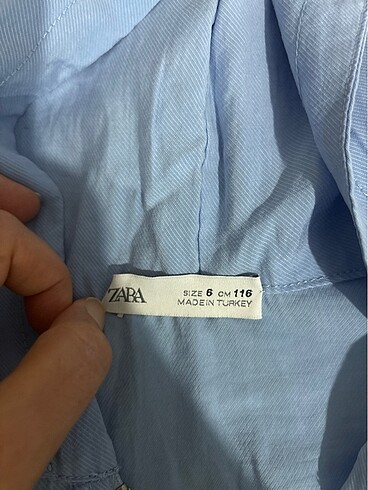 ZARA
SIZE 6 CM 116
MADE IN TURKEY